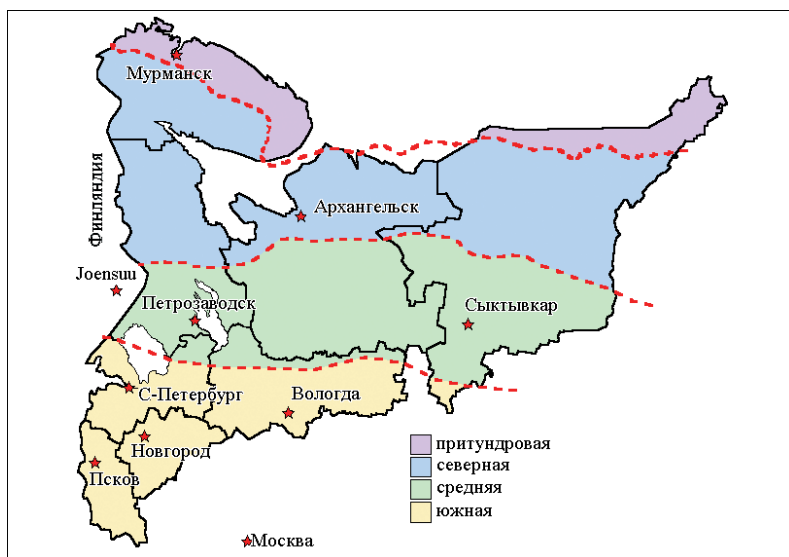 Мурманск
Финляндия
Архангельск
Joensuu
Петрозаводск
Сыктывкар
С-Петербург
Вологда
Новгород
Псков
Москва
притундровая
северная
средняя
южная